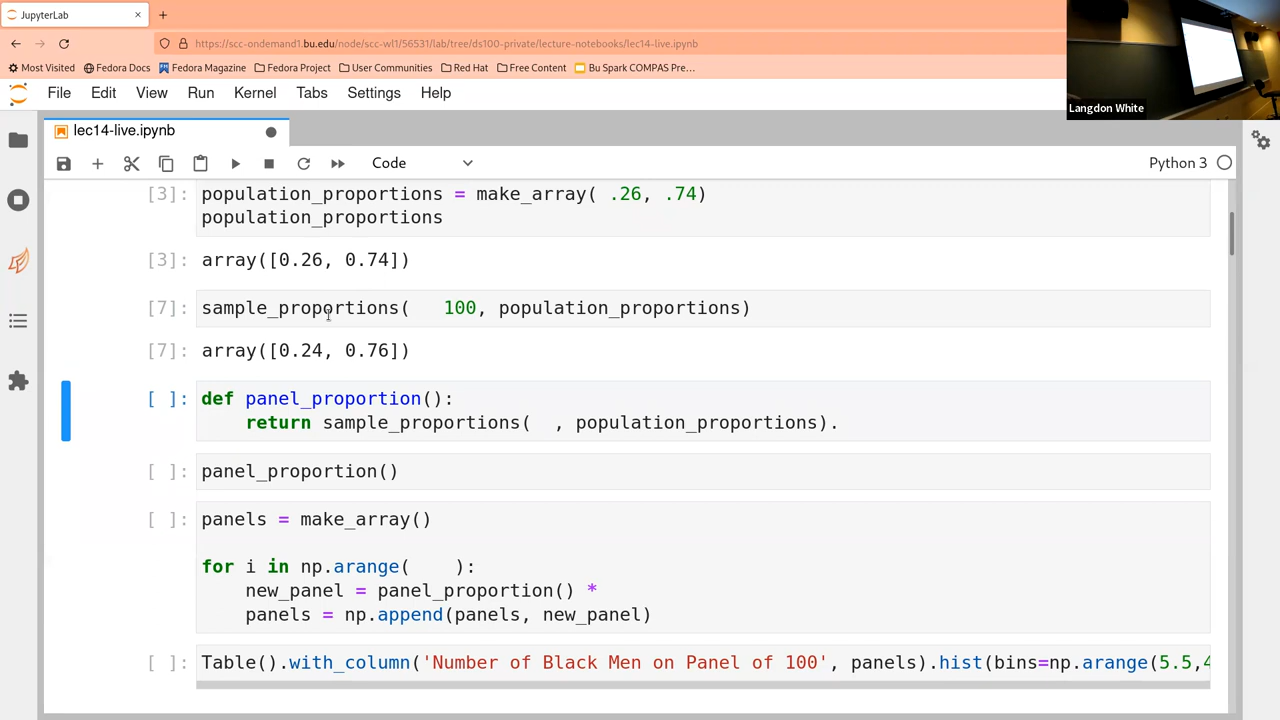 JupyterLab
https://scc-ondemand1.bu.edu/node/scc-wl1/56531/lab/tree/ds100-private/lecture-notebooks/lec14-live.ipynb
Most Visited Fedora Docs Fedora Magazine Fedora Project User Communities Red Hat Free Content Bu Spark COMPAS Pre…
Langdon White
File Edit View Run Kernel Tabs Settings Help
lec14-live.ipynb
Code
Python 3
[3]: population_proportions = make_array( .26, .74)
population_proportions
[3]: array([0.26, 0.74])
[7]: sample_proportions(   100, population_proportions)
[7]: array([0.24, 0.76])
[ ]: def panel_proportion():
    return sample_proportions(  , population_proportions).
[ ]: panel_proportion()
[ ]: panels = make_array()
for i in np.arange(    ):
    new_panel = panel_proportion() *
    panels = np.append(panels, new_panel)
[ ]: Table().with_column('Number of Black Men on Panel of 100', panels).hist(bins=np.arange(5.5,4